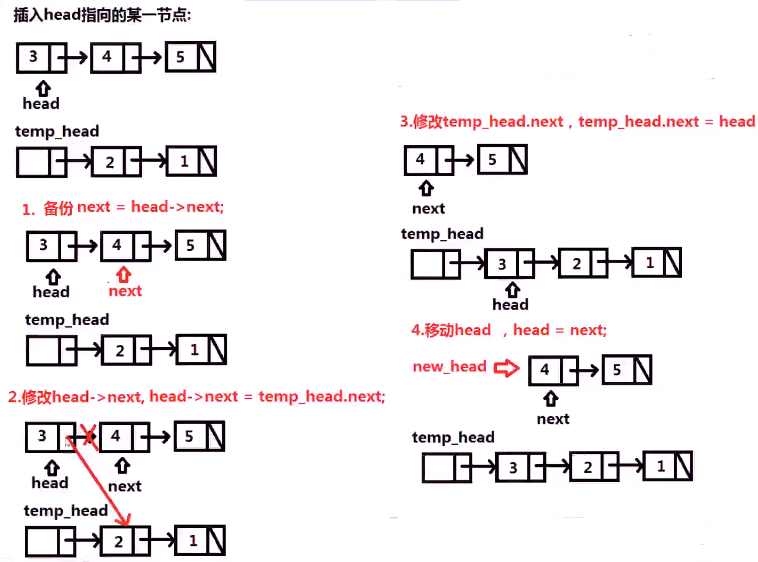 插入head指向的某一节点:
3 4 5
head
temp_head
2 1
1. 备份 next = head->next;
3 4 5
head next
temp_head
2 1
2.修改head->next, head->next = temp_head.next;
3 4 5
head next
temp_head
2 1
3.修改temp_head.next，temp_head.next = head
4 5
next
temp_head
3 2 1
head
4.移动head ，head = next;
new_head 4 5
next
temp_head
3 2 1